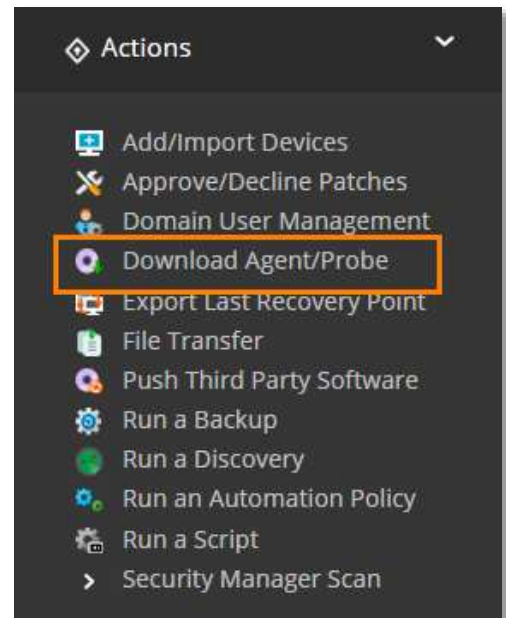 Actions
Add/Import Devices
Approve/Decline Patches
Domain User Management
Download Agent/Probe
Export Last Recovery Point
File Transfer
Push Third Party Software
Run a Backup
Run a Discovery
Run an Automation Policy
Run a Script
Security Manager Scan